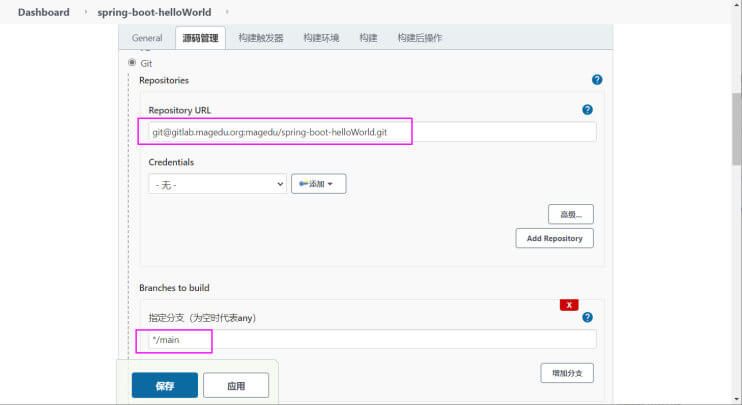 Dashboard › spring-boot-helloWorld ›
General 源码管理 构建触发器 构建环境 构建 构建后操作
Git
Repositories
Repository URL
git@gitlab.magedu.org:magedu/spring-boot-helloWorld.git
Credentials
- 无 -
添加
高级...
Add Repository
Branches to build
X
指定分支（为空时代表any）
*/main
增加分支
保存 应用